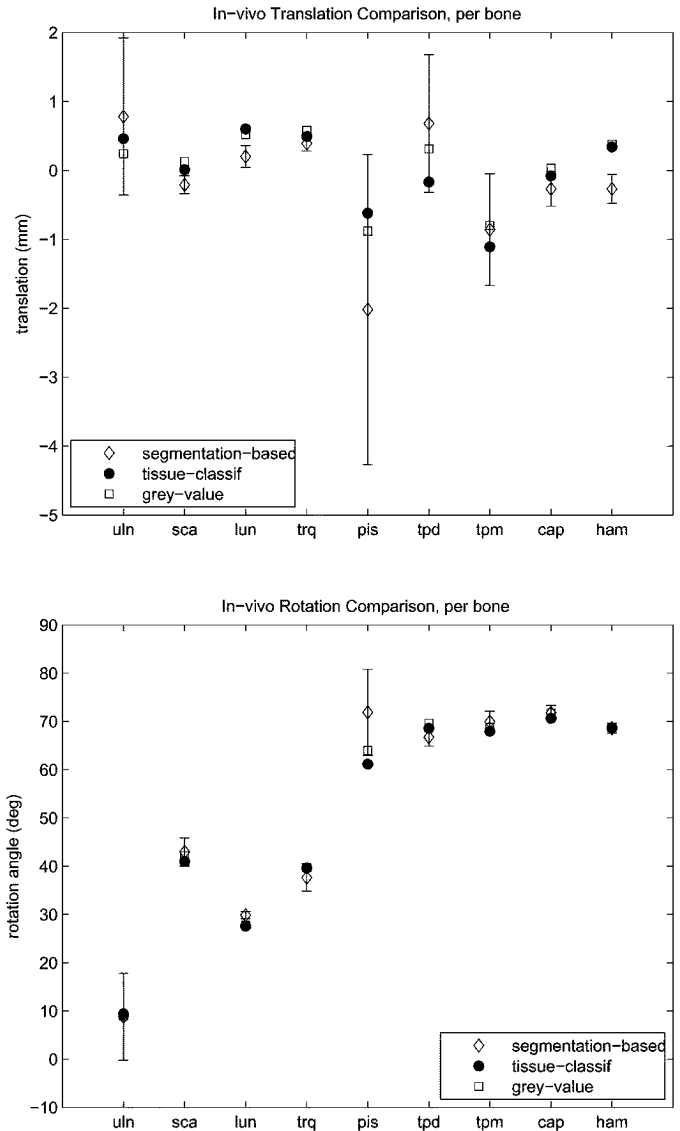 In−vivo Translation Comparison, per bone
2
1
0
−1
−2
−3
−4
−5
translation (mm)
segmentation−based
tissue−classif
grey−value
uln sca lun trq pis tpd tpm cap ham
In−vivo Rotation Comparison, per bone
90
80
70
60
50
40
30
20
10
0
−10
rotation angle (deg)
segmentation−based
tissue−classif
grey−value
uln sca lun trq pis tpd tpm cap ham